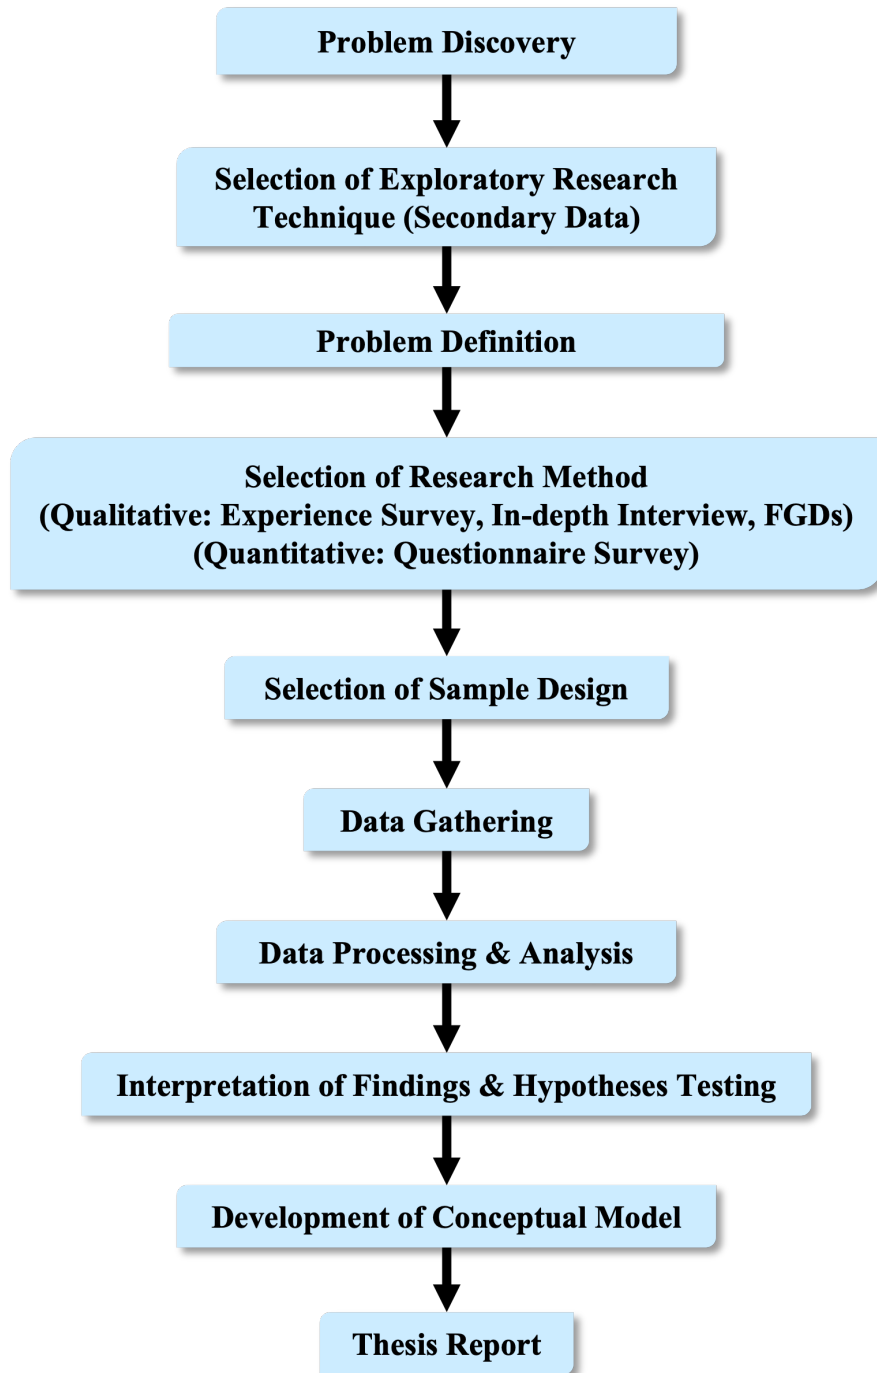 Problem Discovery
Selection of Exploratory Research
Technique (Secondary Data)
Problem Definition
Selection of Research Method
(Qualitative: Experience Survey, In-depth Interview, FGDs)
(Quantitative: Questionnaire Survey)
Selection of Sample Design
Data Gathering
Data Processing & Analysis
Interpretation of Findings & Hypotheses Testing
Development of Conceptual Model
Thesis Report